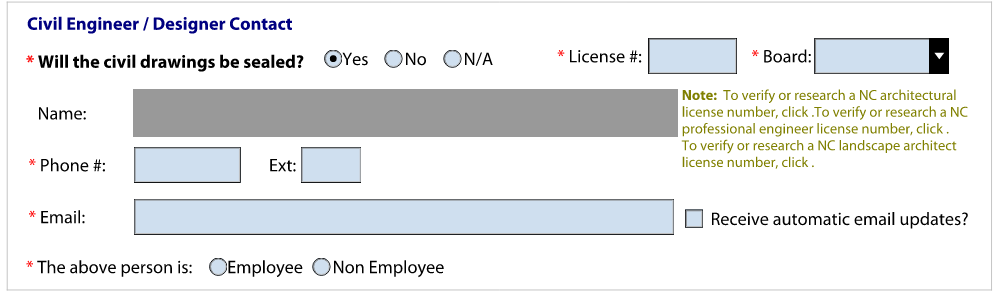 Civil Engineer / Designer Contact
* Will the civil drawings be sealed? Yes No N/A * License #: * Board:
Name:
Note: To verify or research a NC architectural
license number, click .To verify or research a NC
professional engineer license number, click .
To verify or research a NC landscape architect
license number, click .
* Phone #: Ext:
* Email: Receive automatic email updates?
* The above person is: Employee Non Employee